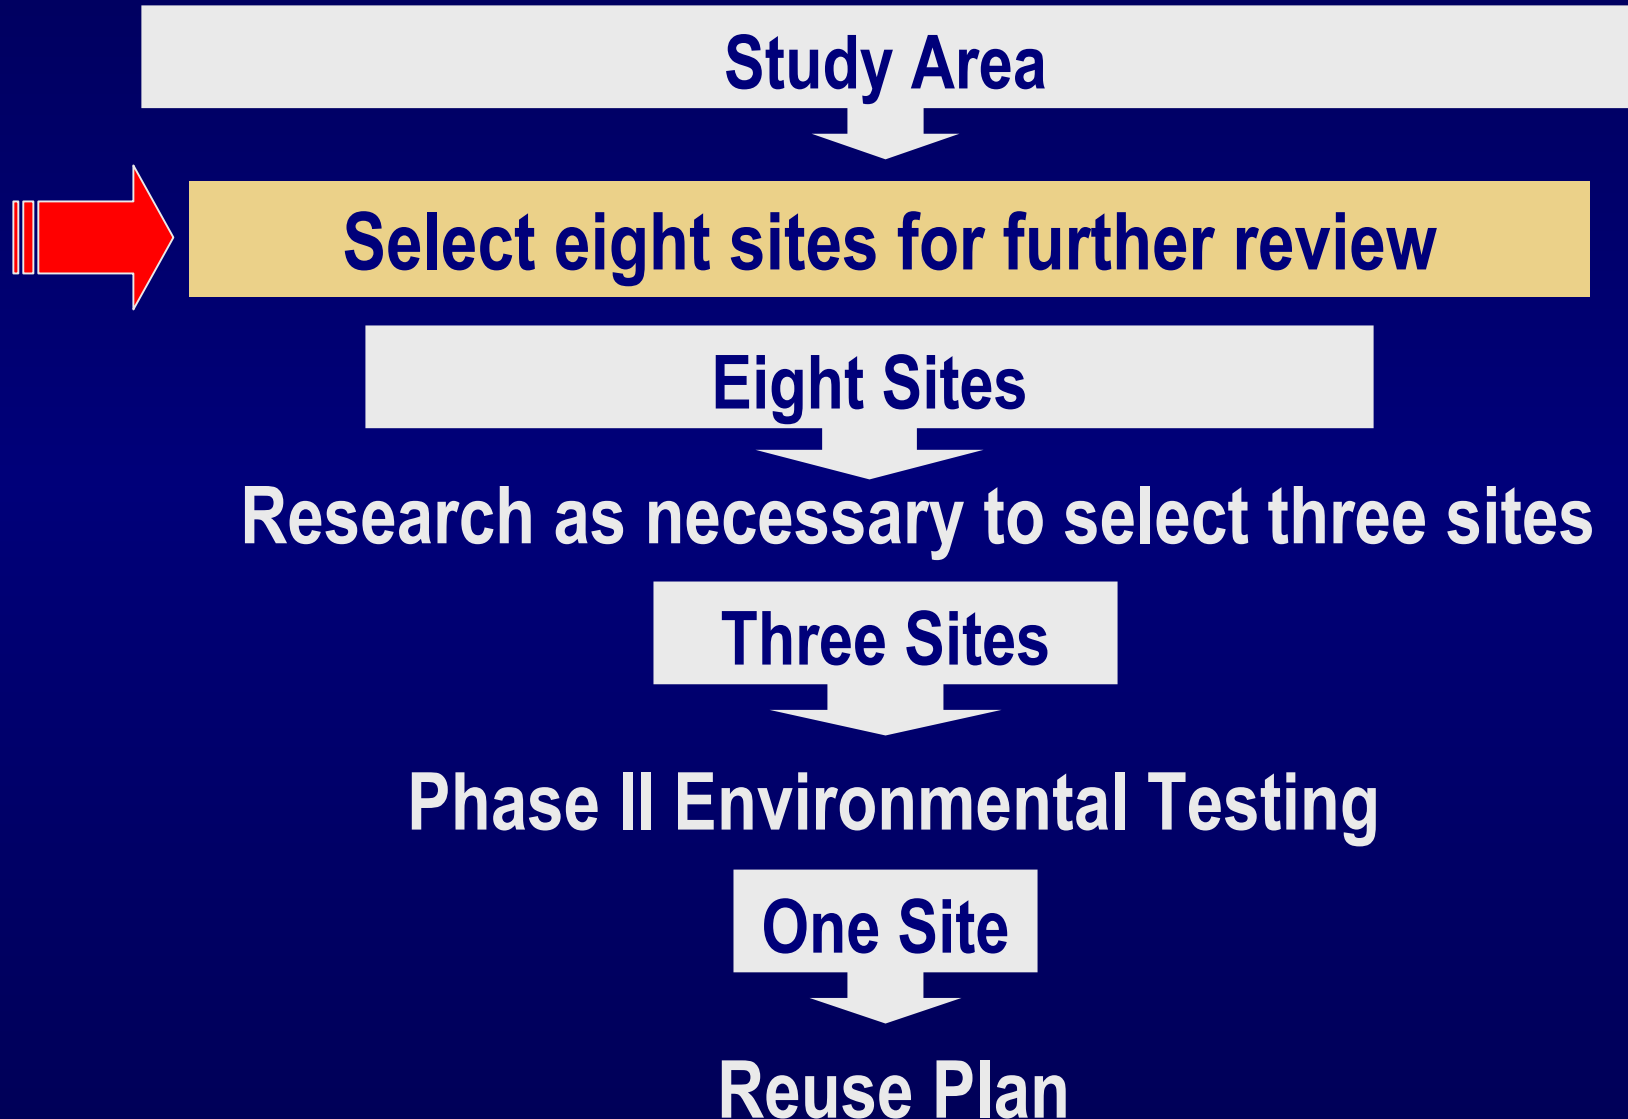 Study Area
Select eight sites for further review
Eight Sites
Research as necessary to select three sites
Three Sites
Phase II Environmental Testing
One Site
Reuse Plan